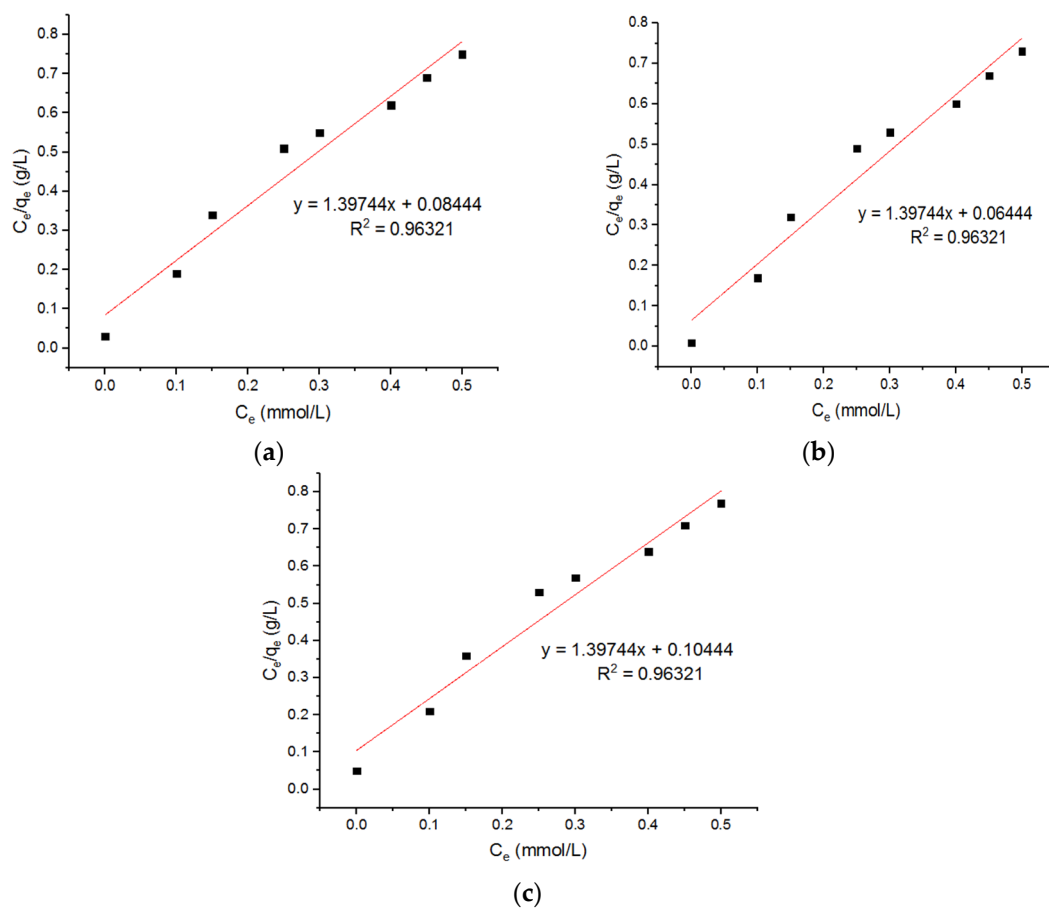 0.8
0.7
0.6
0.5
0.4
0.3
0.2
0.1
0.0
Cₑ/qₑ (g/L)
y = 1.39744x + 0.08444
R² = 0.96321
0.0 0.1 0.2 0.3 0.4 0.5
Cₑ (mmol/L)
(a)
0.8
0.7
0.6
0.5
0.4
0.3
0.2
0.1
0.0
Cₑ/qₑ (g/L)
y = 1.39744x + 0.06444
R² = 0.96321
0.0 0.1 0.2 0.3 0.4 0.5
Cₑ (mmol/L)
(b)
0.8
0.7
0.6
0.5
0.4
0.3
0.2
0.1
0.0
Cₑ/qₑ (g/L)
y = 1.39744x + 0.10444
R² = 0.96321
0.0 0.1 0.2 0.3 0.4 0.5
Cₑ (mmol/L)
(c)